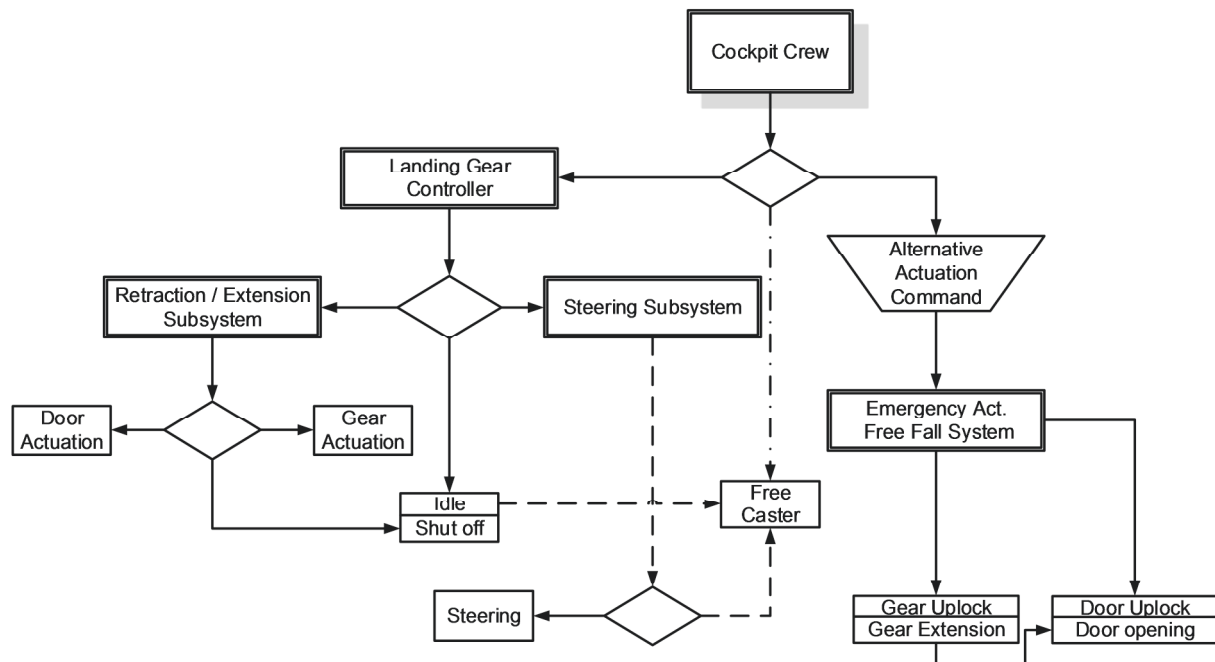 Cockpit Crew
Landing Gear
Controller
Alternative
Actuation
Command
Retraction / Extension
Subsystem
Steering Subsystem
Door
Actuation
Gear
Actuation
Emergency Act.
Free Fall System
Idle
Shut off
Free
Caster
Steering
Gear Uplock
Gear Extension
Door Uplock
Door opening